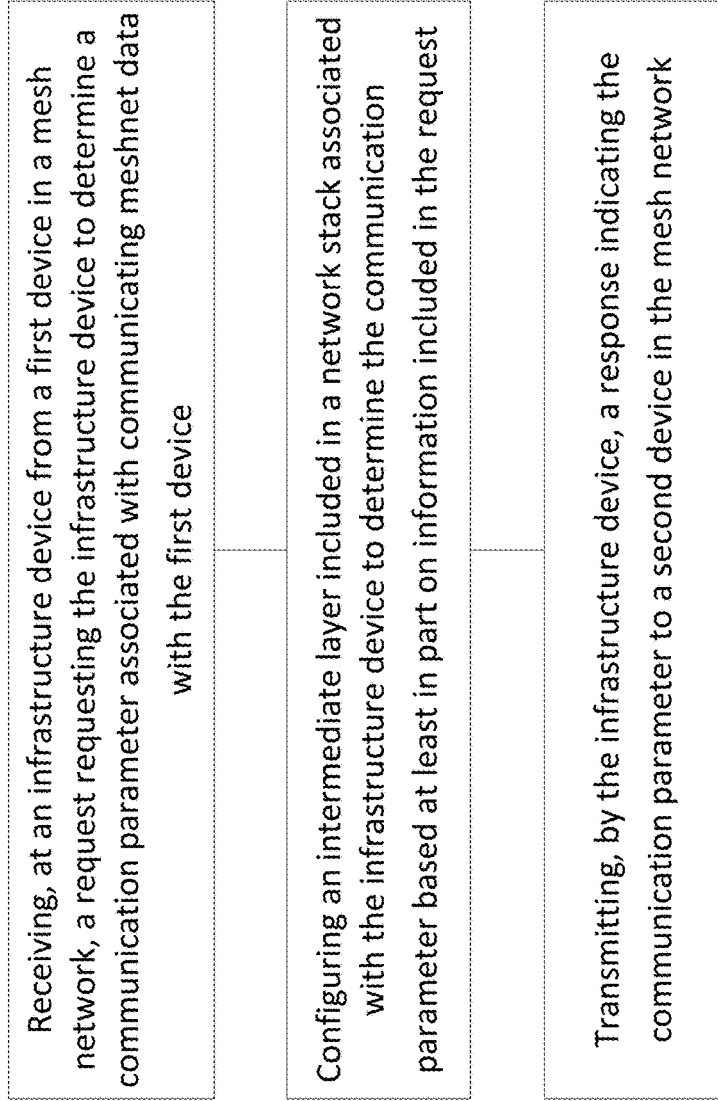 Receiving, at an infrastructure device from a first device in a mesh
network, a request requesting the infrastructure device to determine a
communication parameter associated with communicating meshnet data
with the first device
Configuring an intermediate layer included in a network stack associated
with the infrastructure device to determine the communication
parameter based at least in part on information included in the request
Transmitting, by the infrastructure device, a response indicating the
communication parameter to a second device in the mesh network